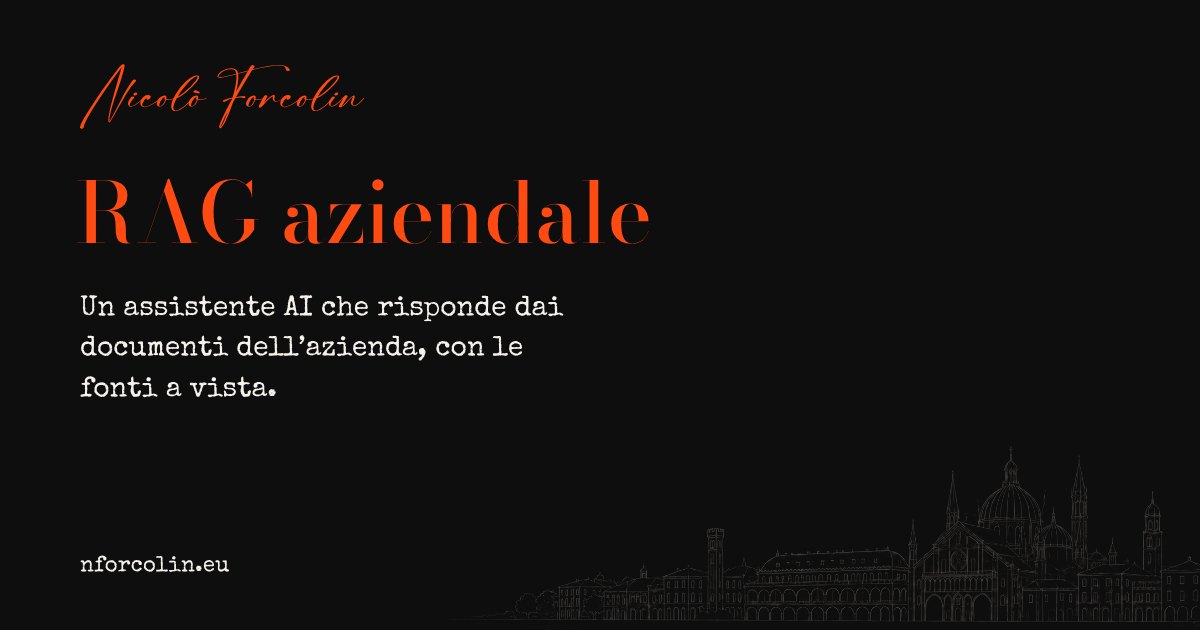 Nicolò Forcolin
RAG aziendale
Un assistente AI che risponde dai
documenti dell’azienda, con le
fonti a vista.
nforcolin.eu